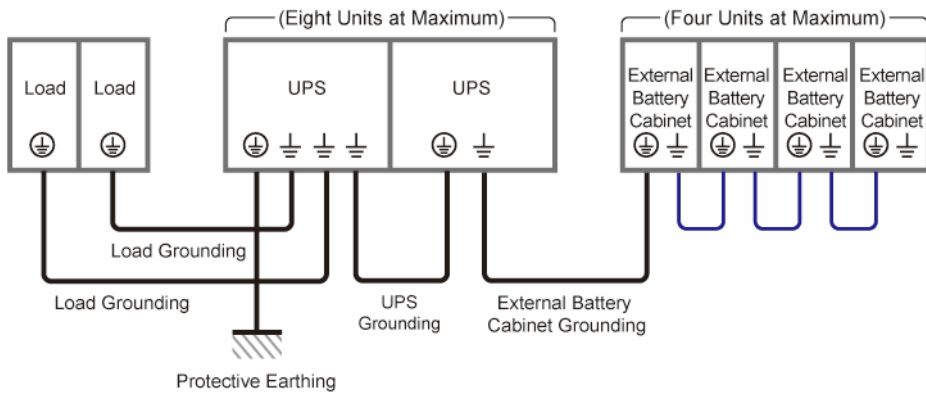 (Eight Units at Maximum)
(Four Units at Maximum)
Load
Load
UPS
UPS
External
Battery
Cabinet
External
Battery
Cabinet
External
Battery
Cabinet
External
Battery
Cabinet
Load Grounding
Load Grounding
UPS
Grounding
External Battery
Cabinet Grounding
Protective Earthing